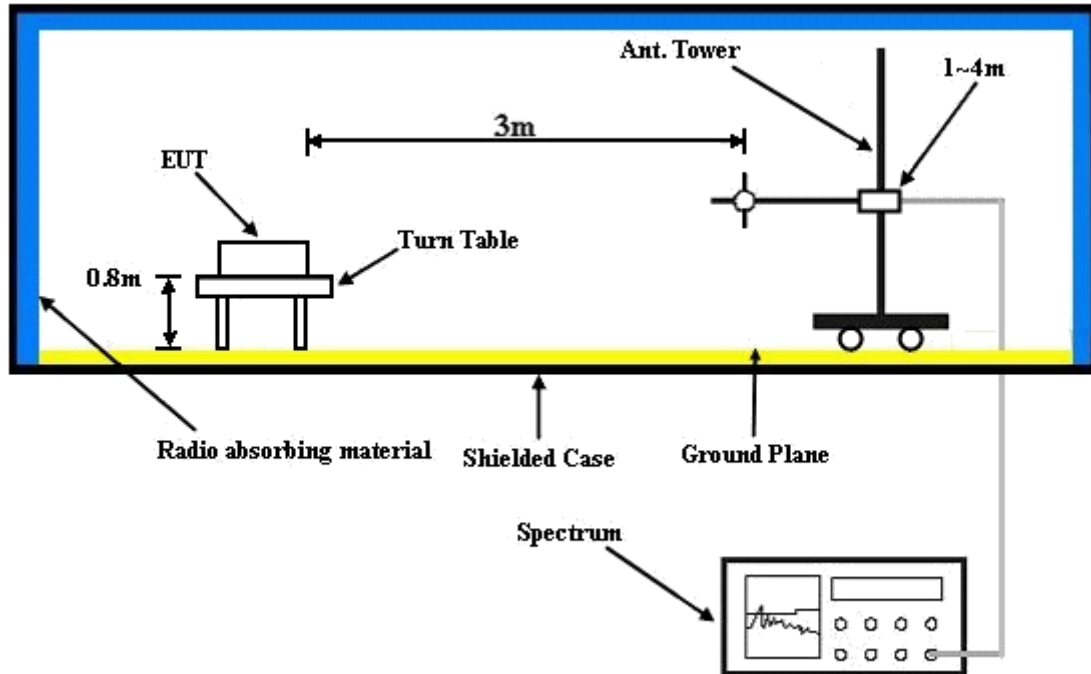 Ant. Tower
1~4m
3m
EUT
Turn Table
0.8m
Radio absorbing material
Shielded Case
Ground Plane
Spectrum